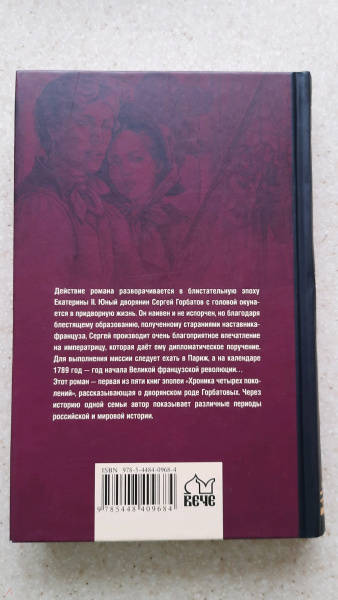 Действие романа разворачивается в блистательную эпоху
Екатерины II. Юный дворянин Сергей Горбатов с головой окуна-
ется в придворную жизнь. Он наивен и не испорчен, но благодаря
блестящему образованию, полученному стараниями наставника-
француза, Сергей производит очень благоприятное впечатление
на императрицу, которая даёт ему дипломатическое поручение.
Для выполнения миссии следует ехать в Париж, а на календаре
1789 год — год начала Великой французской революции...
Этот роман — первая из пяти книг эпопеи «Хроника четырех поко-
лений», рассказывающая о дворянском роде Горбатовых. Через
историю одной семьи автор показывает различные периоды
российской и мировой истории.
ISBN 978-5-4484-0968-4
9 785448 409684
ВЕЧЕ